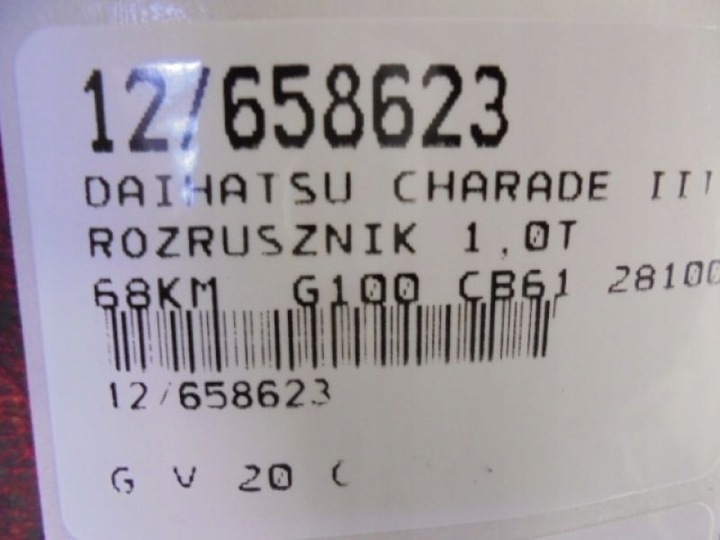 12/658623
DAIHATSU CHARADE III
ROZRUSZNIK 1,0T
68KM G100 CB61 28100
12/658623
G V 20